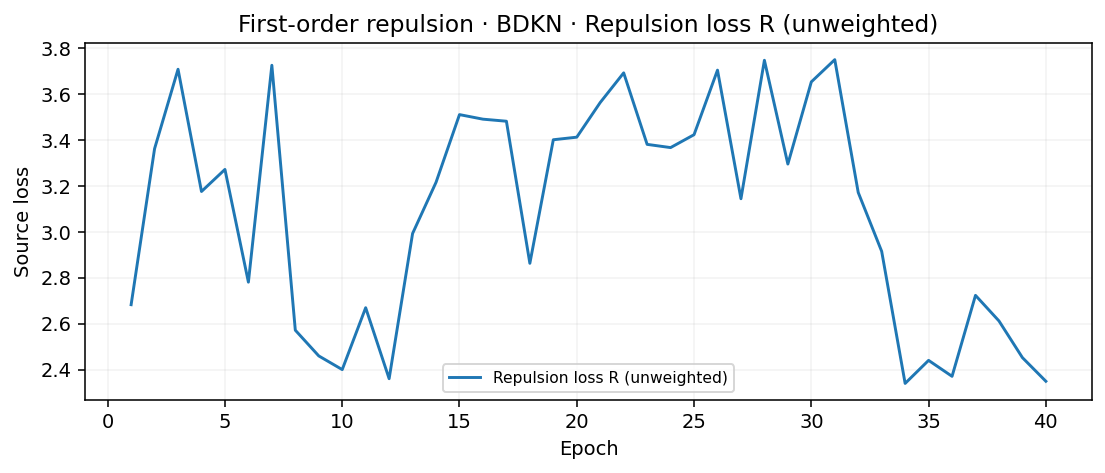 First-order repulsion · BDKN · Repulsion loss R (unweighted)
3.8
3.6
3.4
3.2
3.0
2.8
2.6
2.4
Source loss
Repulsion loss R (unweighted)
0 5 10 15 20 25 30 35 40
Epoch